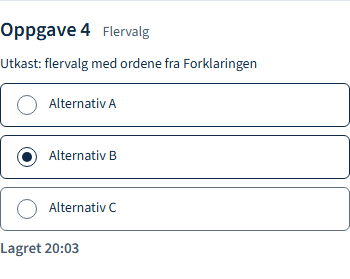 Oppgave 4 Flervalg
Utkast: flervalg med ordene fra Forklaringen
Alternativ A
Alternativ B
Alternativ C
Lagret 20:03